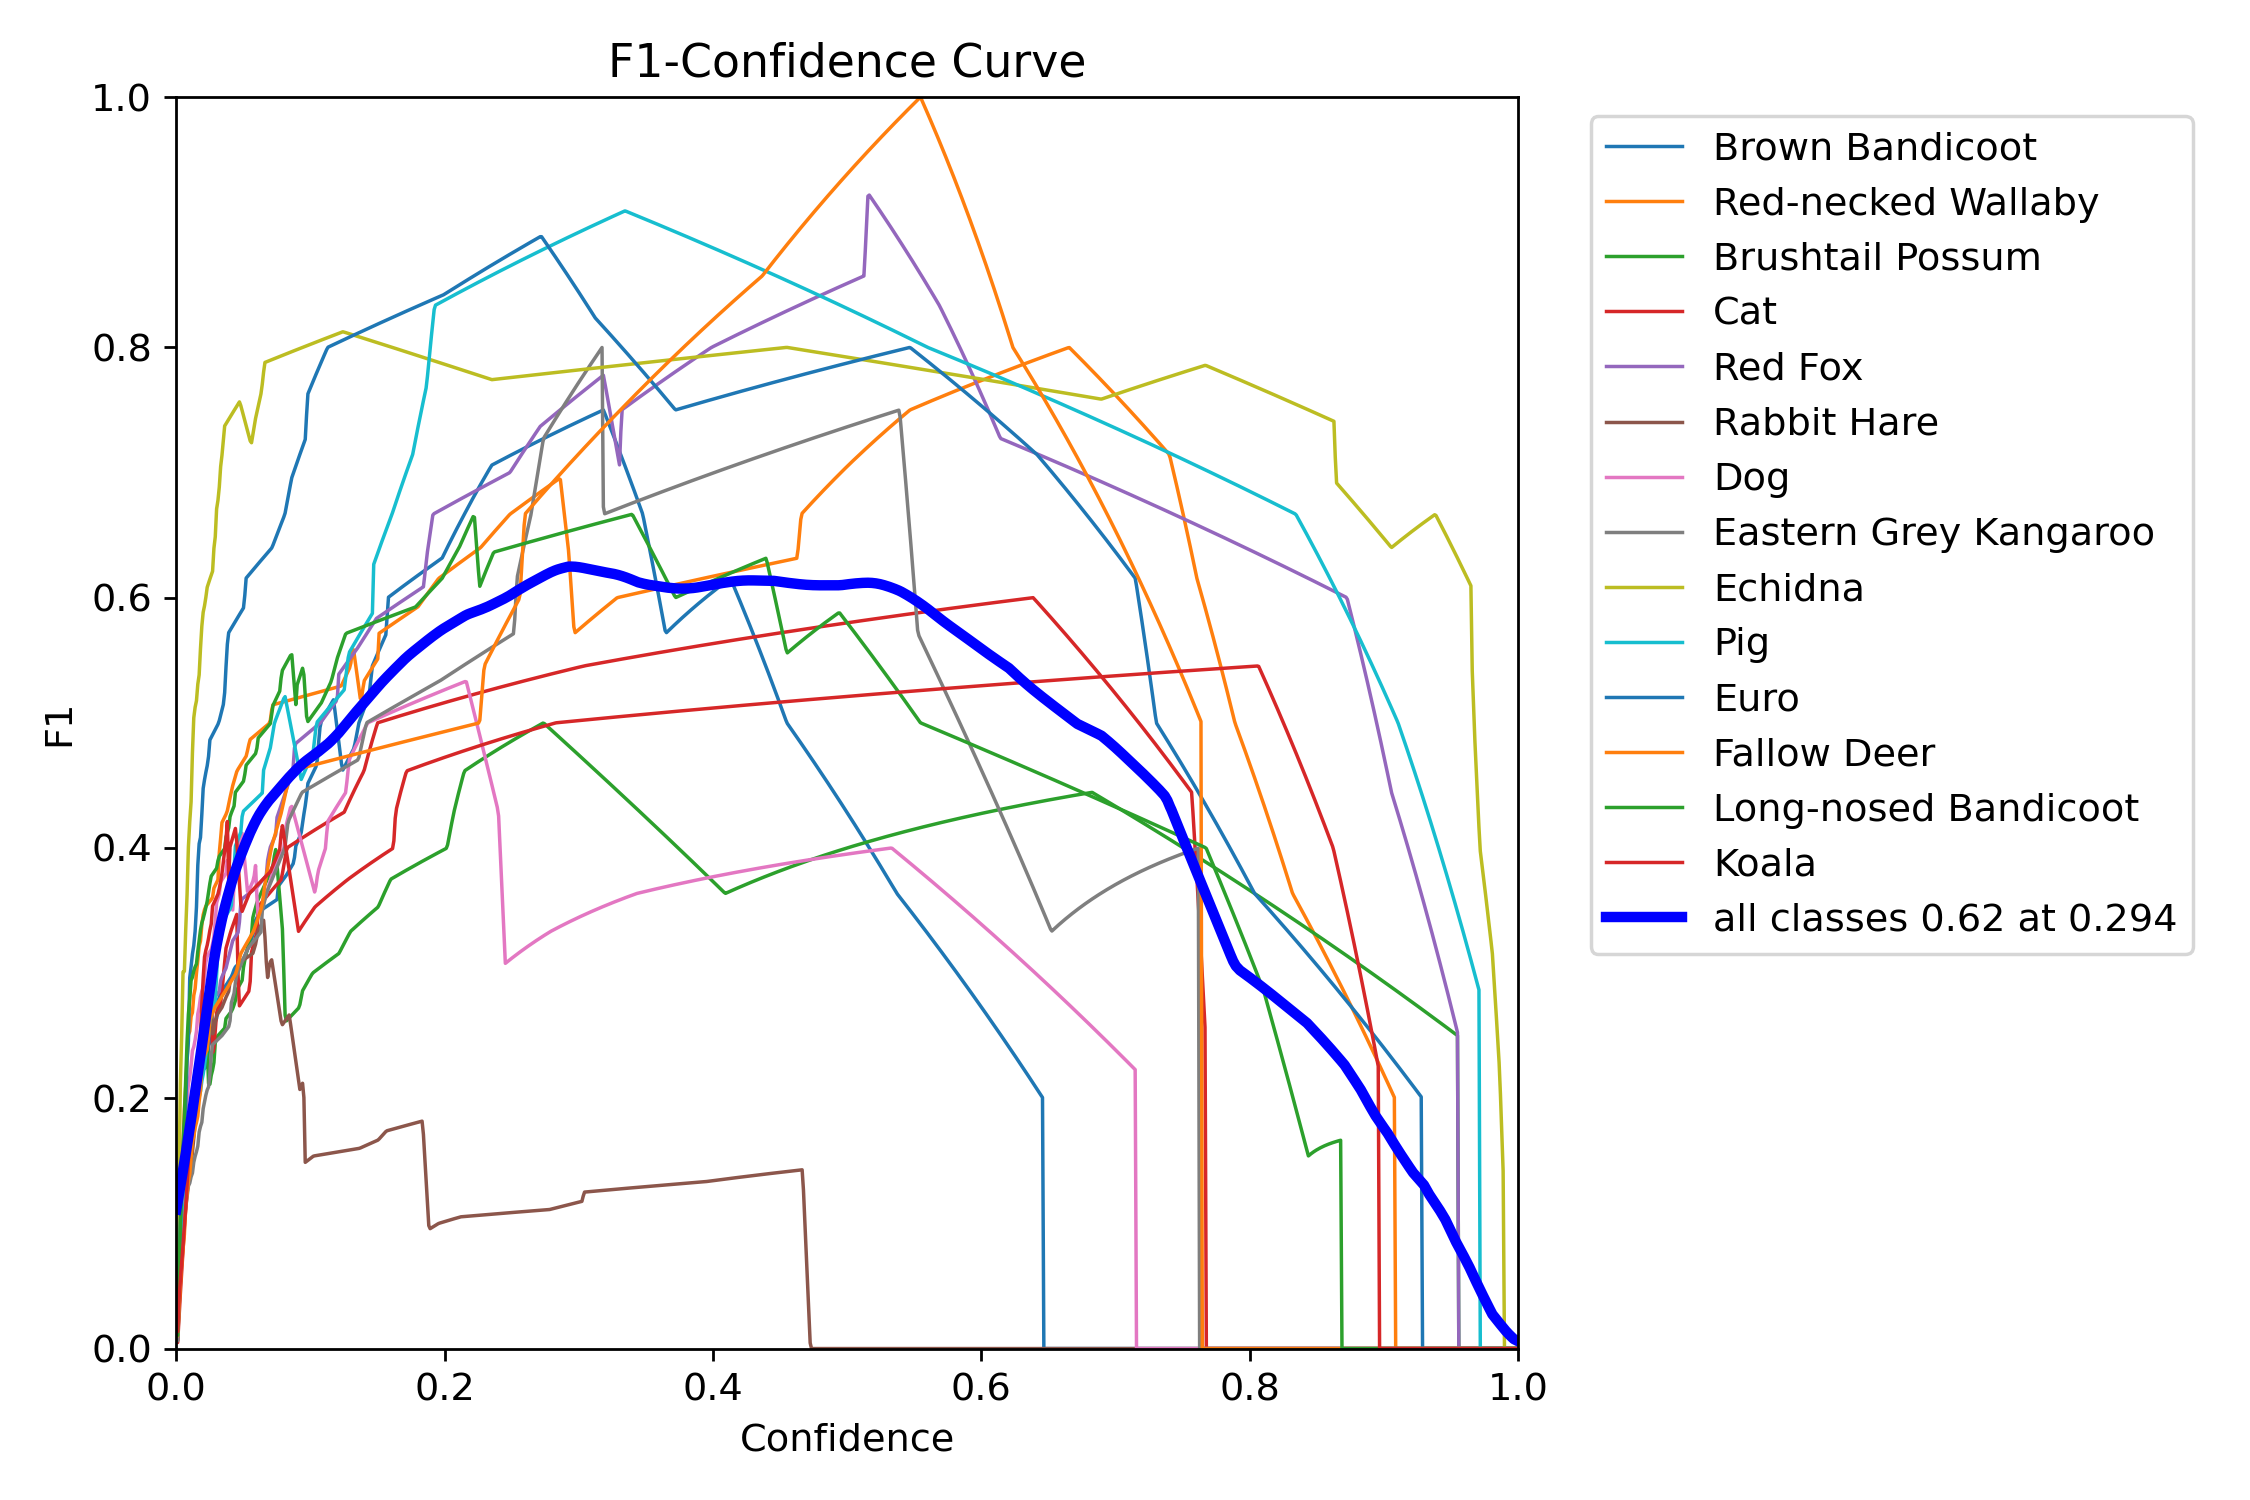 F1-Confidence Curve
1.0
0.8
0.6
0.4
0.2
0.0
F1
0.0 0.2 0.4 0.6 0.8 1.0
Confidence
Brown Bandicoot
Red-necked Wallaby
Brushtail Possum
Cat
Red Fox
Rabbit Hare
Dog
Eastern Grey Kangaroo
Echidna
Pig
Euro
Fallow Deer
Long-nosed Bandicoot
Koala
all classes 0.62 at 0.294